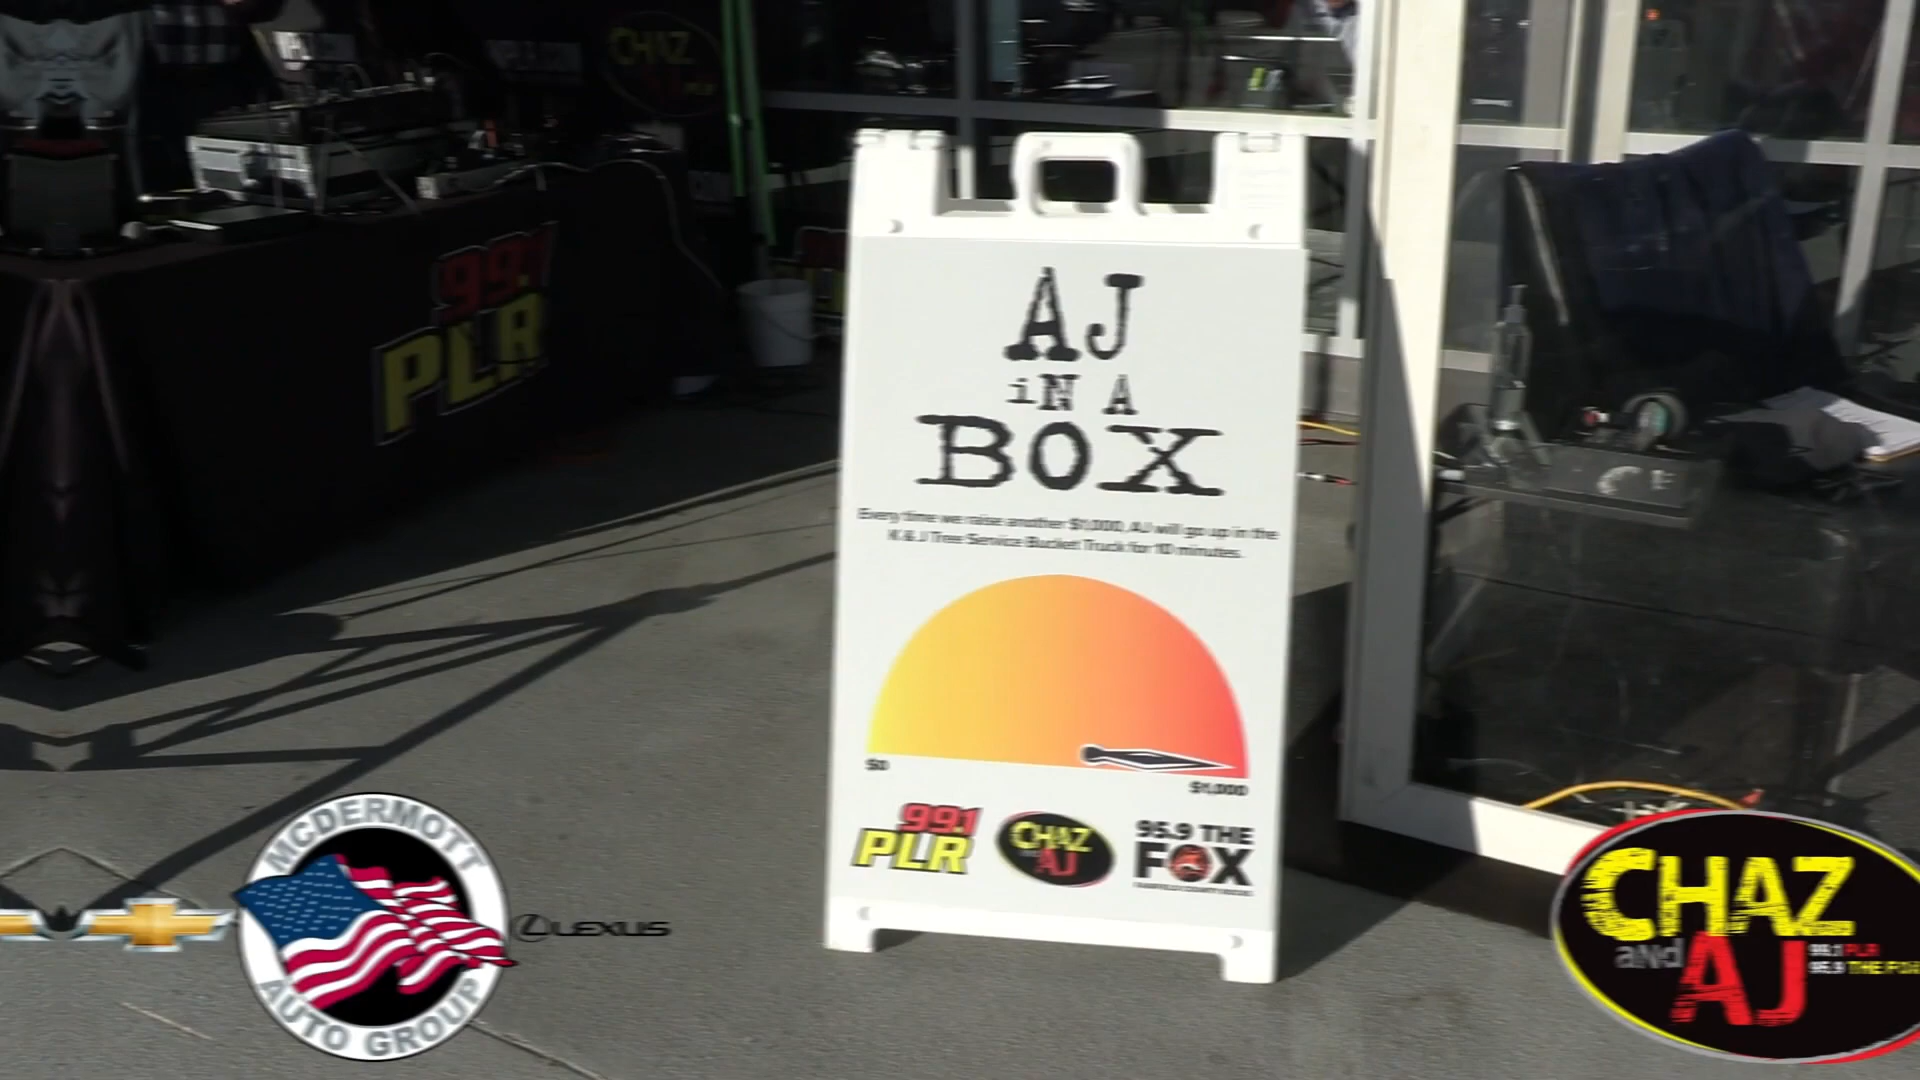 CHAZ
99.1
PLR
AJ
iN A
BOX
Every time we raise another $1,000, AJ will go up in the
K & J Tree Service Bucket Truck for 10 minutes.
$0
$1,000
99.1
PLR
CHAZ
AJ
95.9 THE
FOX
MCDERMOTT
AUTO GROUP
LEXUS
CHAZ
aNd AJ
99.1 PLR
95.9 THE FOX